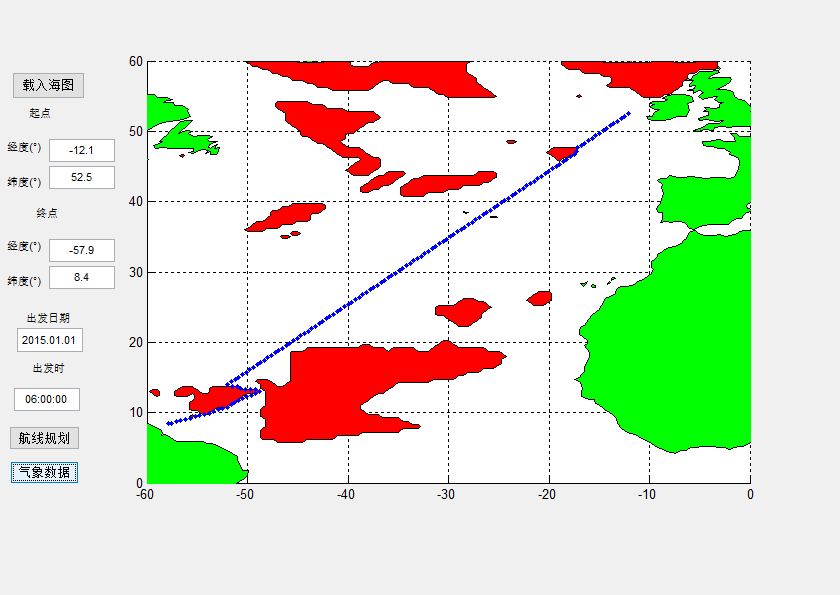 载入海图
起点
经度(°) -12.1
纬度(°) 52.5
终点
经度(°) -57.9
纬度(°) 8.4
出发日期
2015.01.01
出发时
06:00:00
航线规划
气象数据
60
50
40
30
20
10
0
-60 -50 -40 -30 -20 -10 0